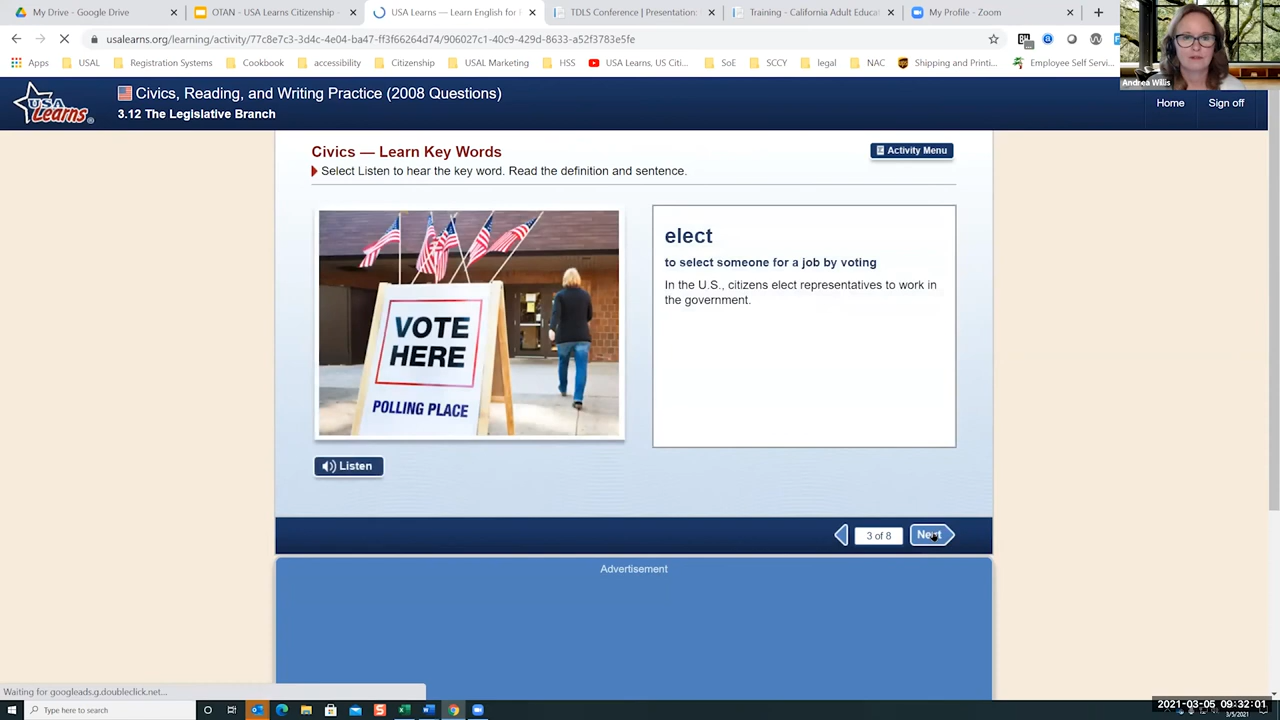 My Drive - Google Drive
OTAN - USA Learns Citizenship -
USA Learns — Learn English for
TDLS Conference | Presentation:
Training - California Adult Educ
My Profile - Zoom
usalearns.org/learning/activity/77c8e7c3-3d4c-4e04-ba47-ff3f66264d74/906027c1-40c9-429d-8633-a52f3783e5fe
Apps
USAL
Registration Systems
Cookbook
accessibility
Citizenship
USAL Marketing
HSS
USA Learns, US Citi...
SoE
SCCY
legal
NAC
Shipping and Printi...
Employee Self Servi...
Andrea Willis
USA Learns
Civics, Reading, and Writing Practice (2008 Questions)
3.12 The Legislative Branch
Home
Sign off
Civics — Learn Key Words
Activity Menu
Select Listen to hear the key word. Read the definition and sentence.
VOTE
HERE
POLLING PLACE
elect
to select someone for a job by voting
In the U.S., citizens elect representatives to work in
the government.
Listen
3 of 8
Next
Advertisement
Waiting for googleads.g.doubleclick.net...
Type here to search
2021-03-05 09:32:01
3/5/2021